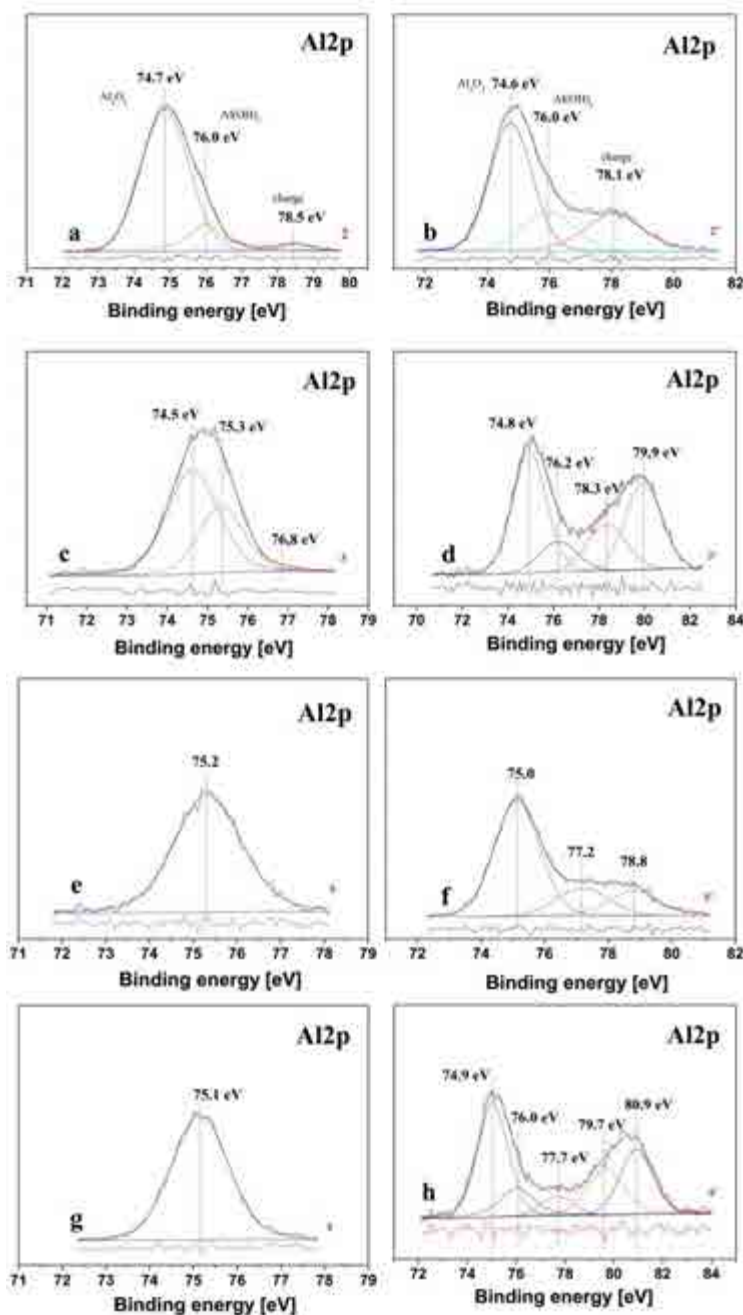 Al2p
74.7 eV
Al₂O₃
Al(OH)₃
76.0 eV
charge
78.5 eV
a
71 72 73 74 75 76 77 78 79 80
Binding energy [eV]
Al2p
Al₂O₃
74.6 eV
Al(OH)₃
76.0 eV
charge
78.1 eV
b
72 74 76 78 80 82
Binding energy [eV]
Al2p
74.5 eV
75.3 eV
76.8 eV
c
71 72 73 74 75 76 77 78 79
Binding energy [eV]
Al2p
74.8 eV
76.2 eV
78.3 eV
79.9 eV
d
70 72 74 76 78 80 82 84
Binding energy [eV]
Al2p
75.2
e
71 72 73 74 75 76 77 78 79
Binding energy [eV]
Al2p
75.0
77.2
78.8
f
72 74 76 78 80 82
Binding energy [eV]
Al2p
75.1 eV
g
71 72 73 74 75 76 77 78 79
Binding energy [eV]
Al2p
74.9 eV
76.0 eV
77.7 eV
79.7 eV
80.9 eV
h
72 74 76 78 80 82 84
Binding energy [eV]